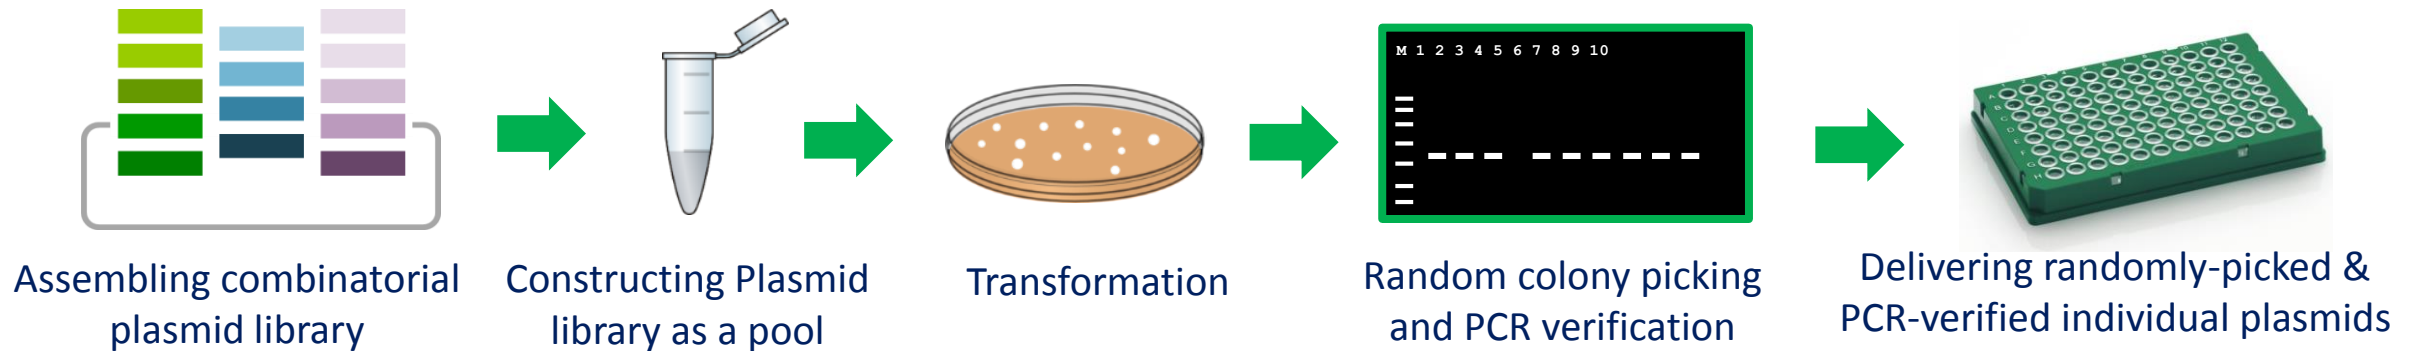 M 1 2 3 4 5 6 7 8 9 10
Assembling combinatorial
plasmid library
Constructing Plasmid
library as a pool
Transformation
Random colony picking
and PCR verification
Delivering randomly-picked &
PCR-verified individual plasmids